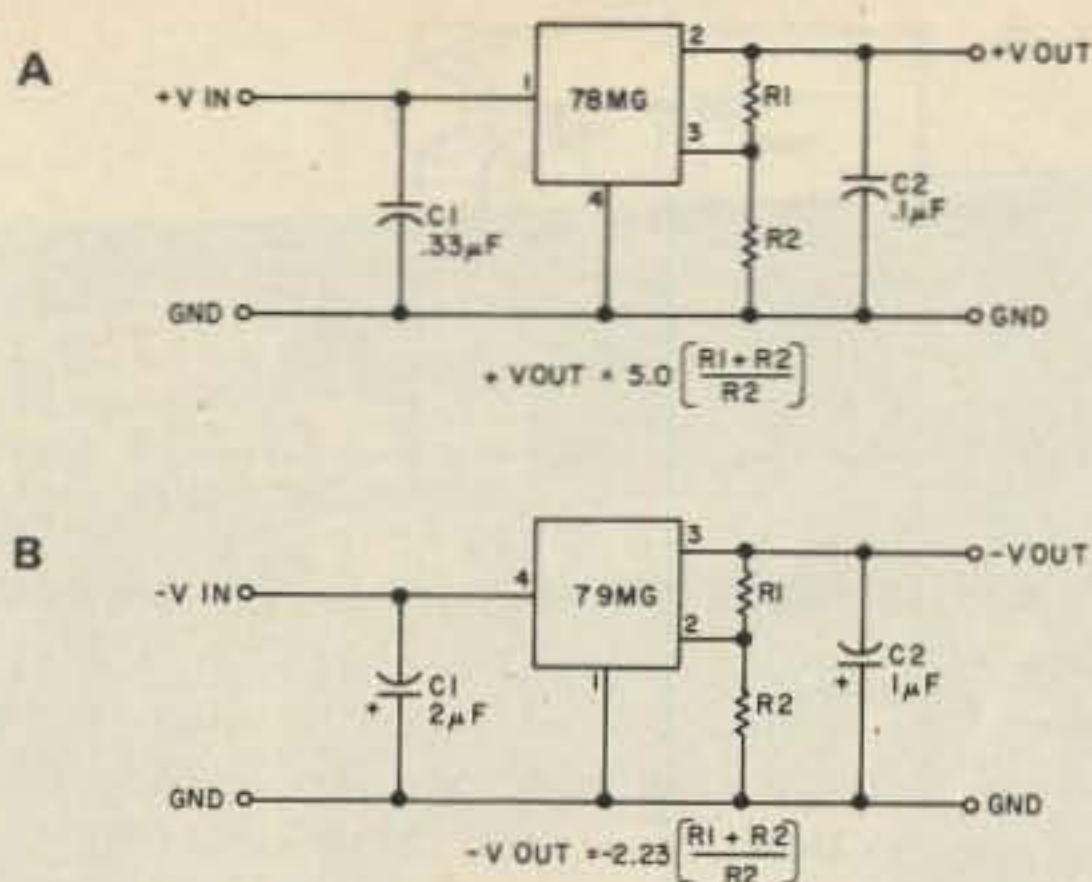 A
+V IN
1
78MG
2
3
4
R1
R2
C1
.33µF
C2
.1µF
+V OUT
GND
GND
+ VOUT = 5.0 [R1 + R2 / R2]
B
-V IN
4
79MG
3
2
1
R1
R2
C1
+
2µF
C2
+
1µF
-V OUT
GND
GND
-V OUT = -2.23 [R1 + R2 / R2]